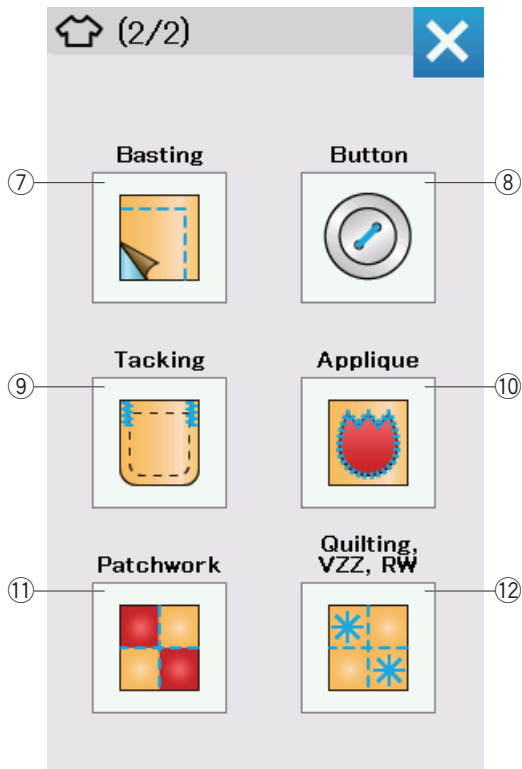 (2/2)
Basting
Button
⑦
⑧
Tacking
Applique
⑨
⑩
Patchwork
Quilting,
VZZ, RW
⑪
⑫